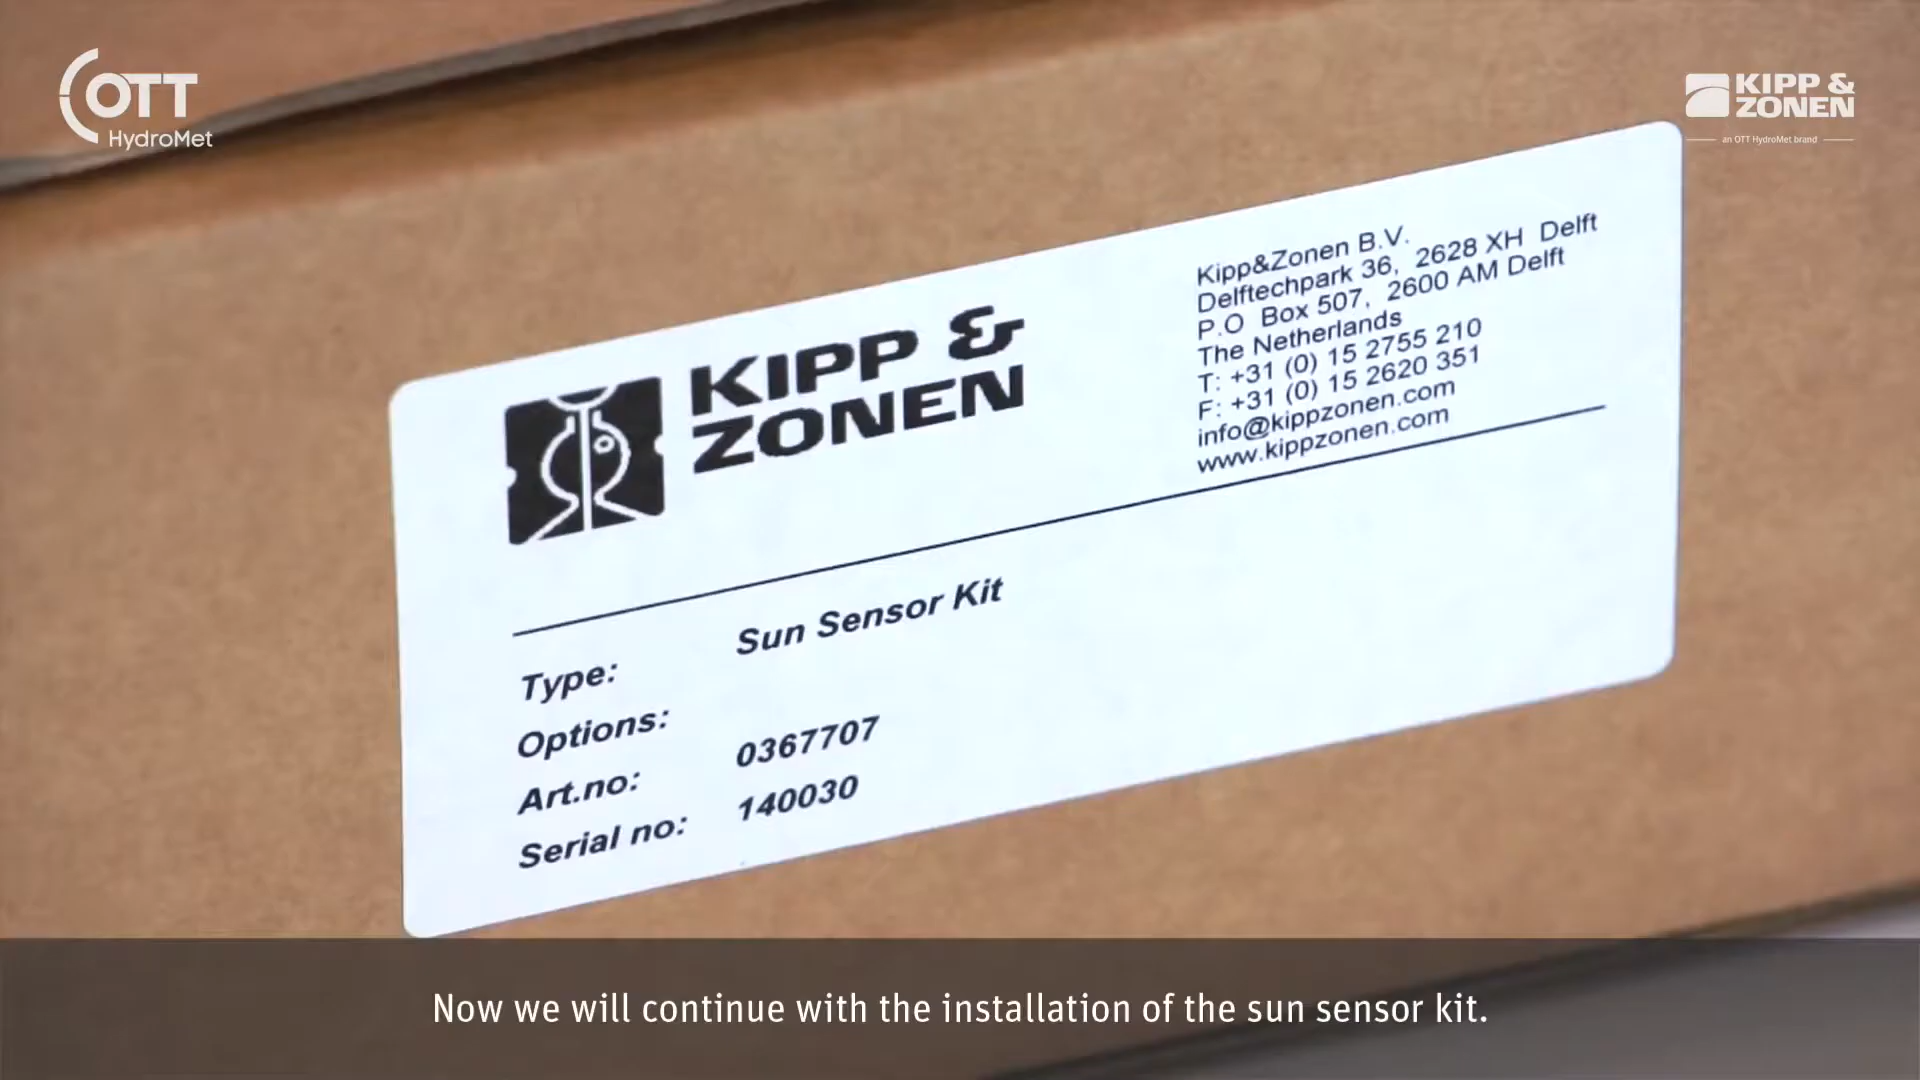 OTT
HydroMet
KIPP &
ZONEN
an OTT HydroMet brand
KIPP &
ZONEN
Kipp&Zonen B.V.
Delftechpark 36, 2628 XH Delft
P.O Box 507, 2600 AM Delft
The Netherlands
T: +31 (0) 15 2755 210
F: +31 (0) 15 2620 351
info@kippzonen.com
www.kippzonen.com
Type: Sun Sensor Kit
Options:
Art.no: 0367707
Serial no: 140030
Now we will continue with the installation of the sun sensor kit.